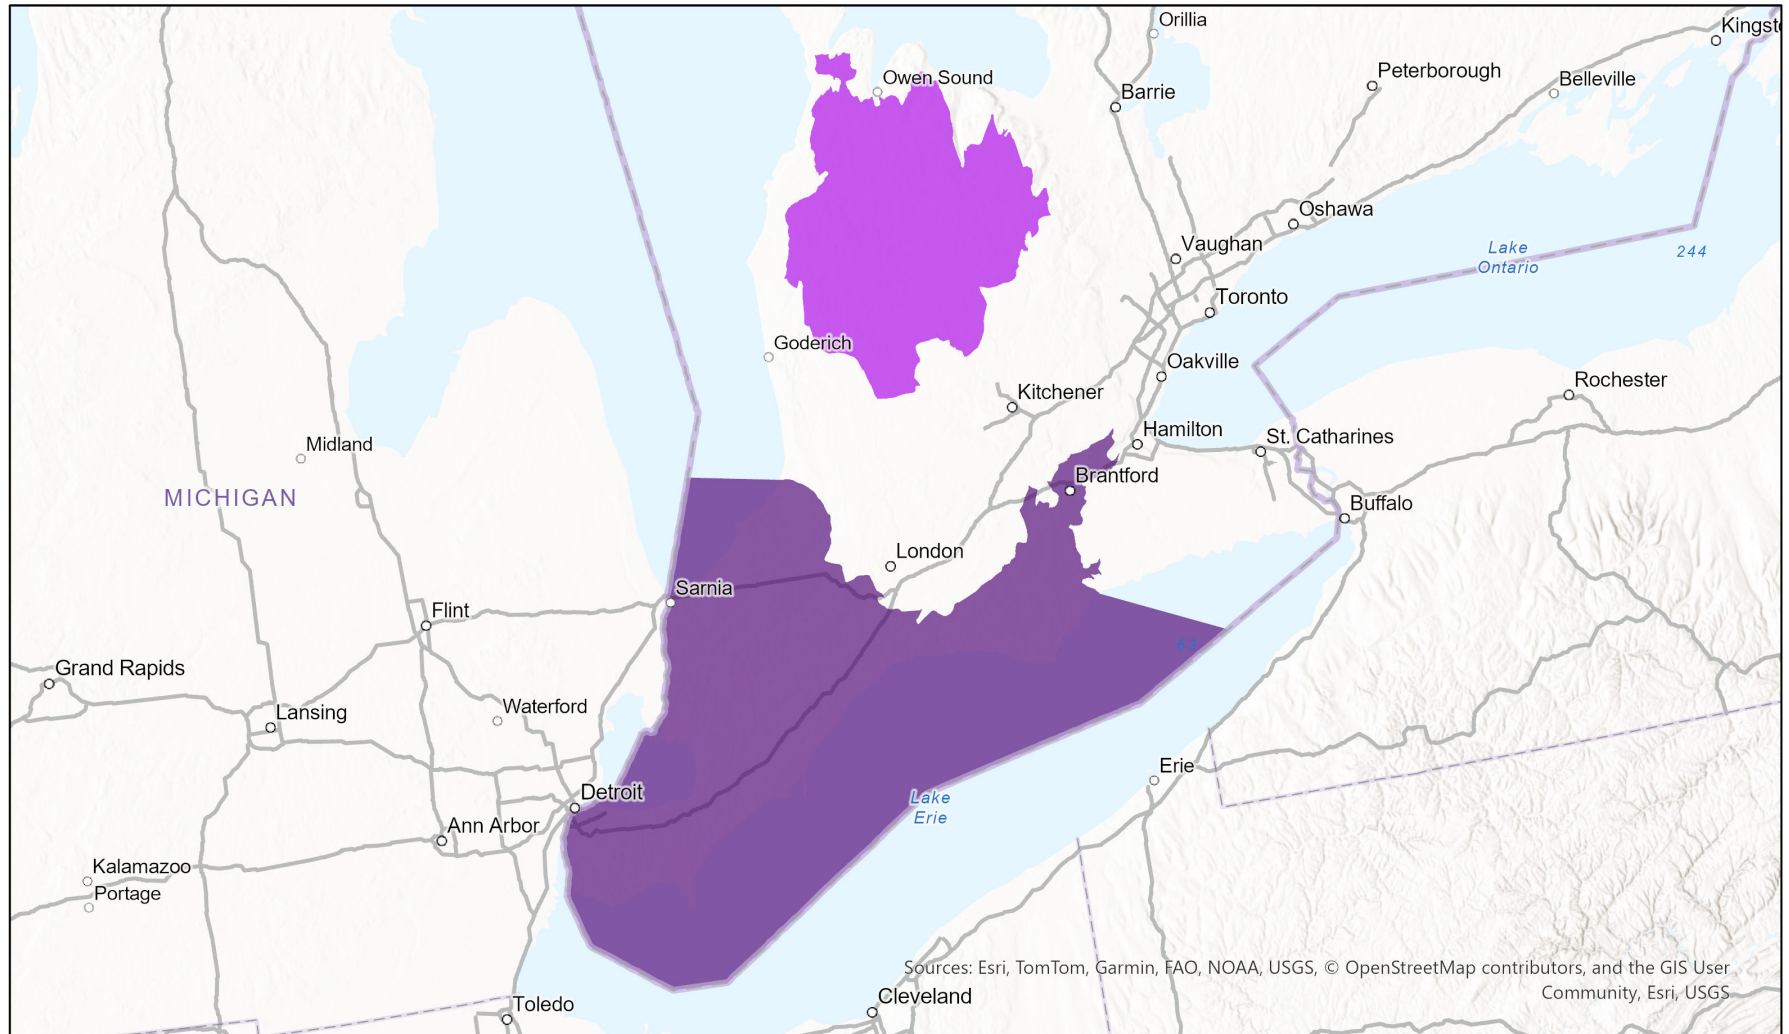 Orillia
Kingst
Owen Sound
Peterborough
Belleville
Barrie
Oshawa
Vaughan
Lake
Ontario
244
Toronto
Goderich
Oakville
Rochester
Kitchener
Hamilton
St. Catharines
Midland
Brantford
MICHIGAN
Buffalo
London
Sarnia
Flint
63
Grand Rapids
Waterford
Lansing
Erie
Detroit
Lake
Erie
Ann Arbor
Kalamazoo
Portage
Sources: Esri, TomTom, Garmin, FAO, NOAA, USGS, © OpenStreetMap contributors, and the GIS User
Community, Esri, USGS
Cleveland
Toledo